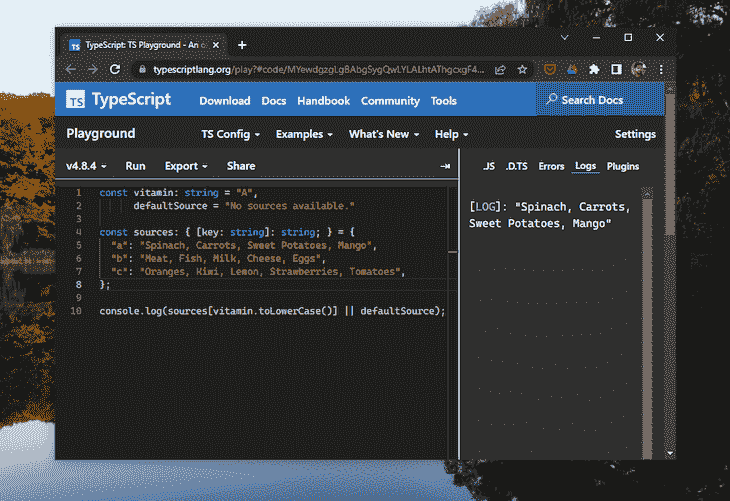 TS TypeScript: TS Playground - An o
typescriptlang.org/play?#code/MYewdgzgLgBAbgSygQwLYLALHtAThgcxgF4...
TS TypeScript Download Docs Handbook Community Tools Search Docs
Playground TS Config Examples What's New Help Settings
v4.8.4 Run Export Share .JS .D.TS Errors Logs Plugins
1 const vitamin: string = "A",
2 defaultSource = "No sources available."
3
4 const sources: { [key: string]: string; } = {
5 "a": "Spinach, Carrots, Sweet Potatoes, Mango",
6 "b": "Meat, Fish, Milk, Cheese, Eggs",
7 "c": "Oranges, Kiwi, Lemon, Strawberries, Tomatoes",
8 };
9
10 console.log(sources[vitamin.toLowerCase()] || defaultSource);
[LOG]: "Spinach, Carrots,
Sweet Potatoes, Mango"